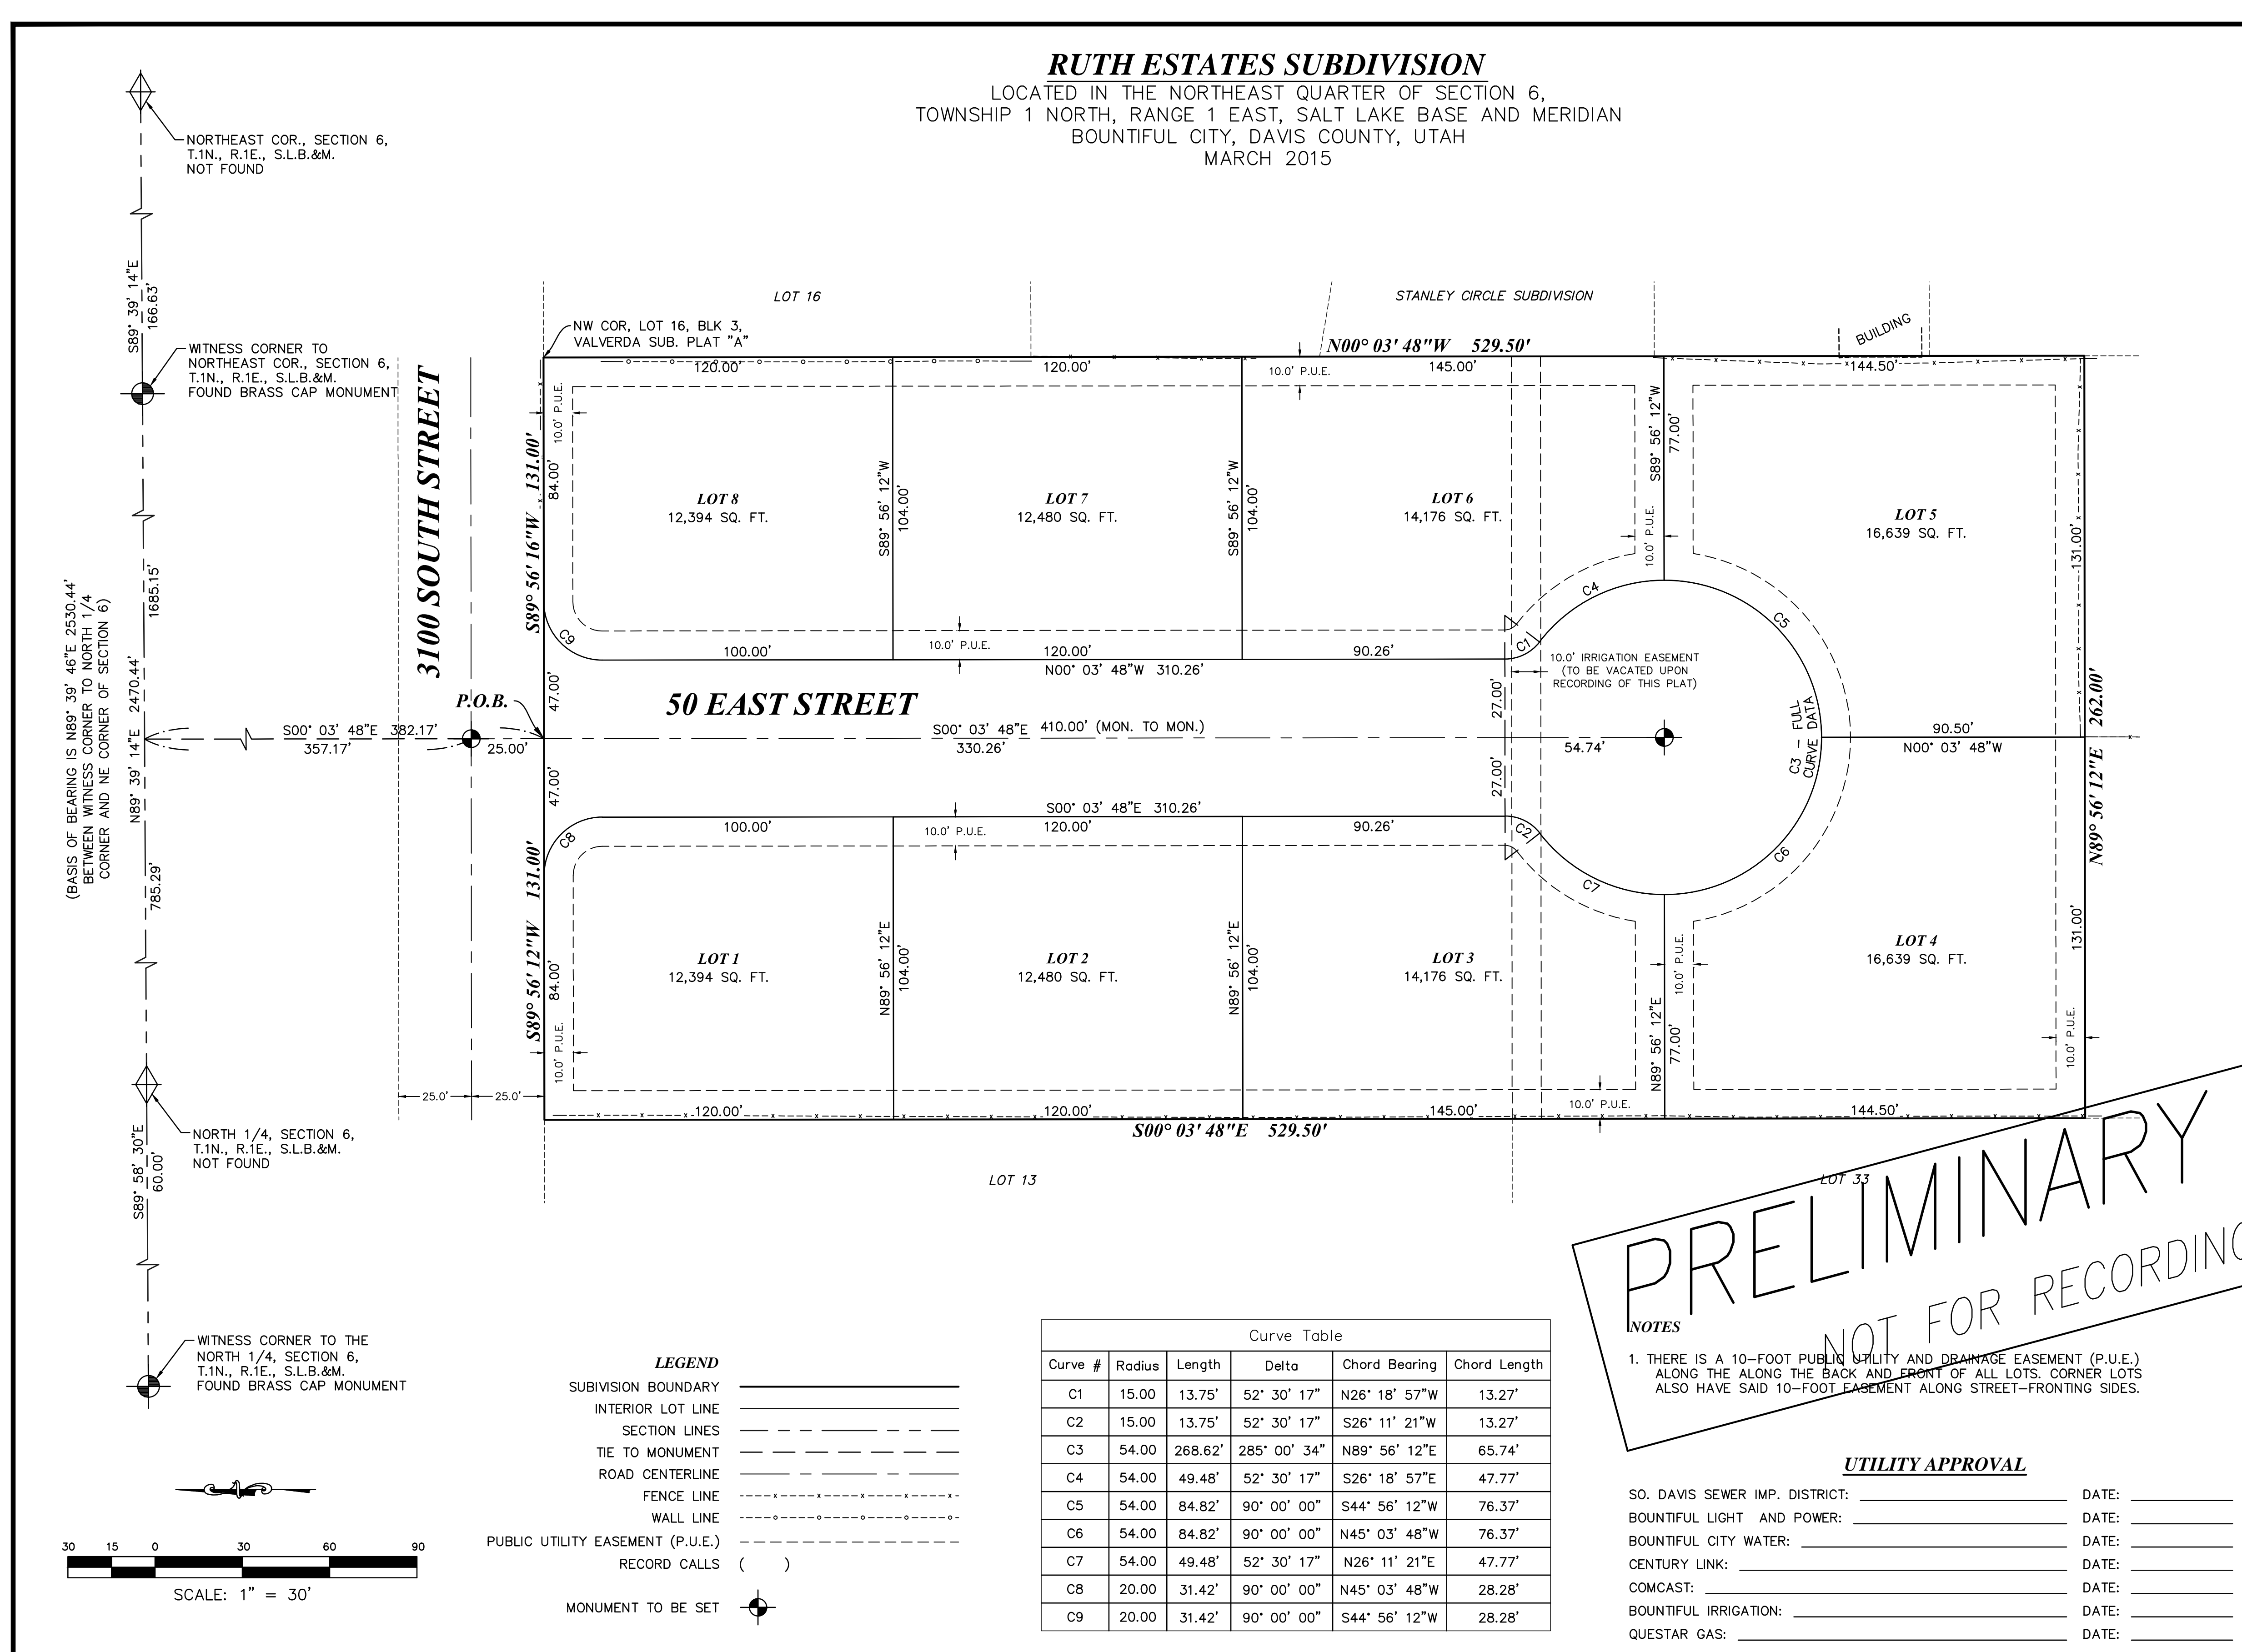 RUTH ESTATES SUBDIVISION
LOCATED IN THE NORTHEAST QUARTER OF SECTION 6,
TOWNSHIP 1 NORTH, RANGE 1 EAST, SALT LAKE BASE AND MERIDIAN
BOUNTIFUL CITY, DAVIS COUNTY, UTAH
MARCH 2015
NORTHEAST COR., SECTION 6,
T.1N., R.1E., S.L.B.&M.
NOT FOUND
S89° 39' 14"E
166.63'
WITNESS CORNER TO
NORTHEAST COR., SECTION 6,
T.1N., R.1E., S.L.B.&M.
FOUND BRASS CAP MONUMENT
(BASIS OF BEARING IS N89° 39' 46"E 2530.44'
BETWEEN WITNESS CORNER TO NORTH 1/4
CORNER AND NE CORNER OF SECTION 6)
N89° 39' 14"E 2470.44'
1685.15'
785.29'
NORTH 1/4, SECTION 6,
T.1N., R.1E., S.L.B.&M.
NOT FOUND
S89° 58' 30"E
60.00'
WITNESS CORNER TO THE
NORTH 1/4, SECTION 6,
T.1N., R.1E., S.L.B.&M.
FOUND BRASS CAP MONUMENT
3100 SOUTH STREET
S00° 03' 48"E 382.17'
357.17'
25.00'
P.O.B.
25.0'
25.0'
LOT 16
STANLEY CIRCLE SUBDIVISION
BUILDING
NW COR, LOT 16, BLK 3,
VALVERDA SUB. PLAT "A"
N00° 03' 48"W 529.50'
120.00'
120.00'
145.00'
144.50'
10.0' P.U.E.
10.0' P.U.E.
S89° 56' 16"W 131.00'
84.00'
LOT 8
12,394 SQ. FT.
S89° 56' 12"W
104.00'
LOT 7
12,480 SQ. FT.
S89° 56' 12"W
104.00'
LOT 6
14,176 SQ. FT.
S89° 56' 12"W
77.00'
10.0' P.U.E.
LOT 5
16,639 SQ. FT.
131.00'
C9
100.00'
10.0' P.U.E.
120.00'
90.26'
N00° 03' 48"W 310.26'
C1
C4
C5
10.0' IRRIGATION EASEMENT
(TO BE VACATED UPON
RECORDING OF THIS PLAT)
47.00'
50 EAST STREET
S00° 03' 48"E 410.00' (MON. TO MON.)
330.26'
27.00'
54.74'
C3 - FULL
CURVE DATA
90.50'
N00° 03' 48"W
N89° 56' 12"E 262.00'
47.00'
27.00'
S00° 03' 48"E 310.26'
C8
100.00'
10.0' P.U.E.
120.00'
90.26'
C2
C7
C6
S89° 56' 12"W 131.00'
84.00'
10.0' P.U.E.
LOT 1
12,394 SQ. FT.
N89° 56' 12"E
104.00'
LOT 2
12,480 SQ. FT.
N89° 56' 12"E
104.00'
LOT 3
14,176 SQ. FT.
N89° 56' 12"E
77.00'
10.0' P.U.E.
LOT 4
16,639 SQ. FT.
131.00'
10.0' P.U.E.
120.00'
120.00'
145.00'
10.0' P.U.E.
144.50'
S00° 03' 48"E 529.50'
LOT 13
LOT 33
PRELIMINARY
NOT FOR RECORDING
LEGEND
SUBIVISION BOUNDARY
INTERIOR LOT LINE
SECTION LINES
TIE TO MONUMENT
ROAD CENTERLINE
FENCE LINE
WALL LINE
PUBLIC UTILITY EASEMENT (P.U.E.)
RECORD CALLS ( )
MONUMENT TO BE SET
30 15 0 30 60 90
SCALE: 1" = 30'
Curve Table
Curve # Radius Length Delta Chord Bearing Chord Length
C1 15.00 13.75' 52° 30' 17" N26° 18' 57"W 13.27'
C2 15.00 13.75' 52° 30' 17" S26° 11' 21"W 13.27'
C3 54.00 268.62' 285° 00' 34" N89° 56' 12"E 65.74'
C4 54.00 49.48' 52° 30' 17" S26° 18' 57"E 47.77'
C5 54.00 84.82' 90° 00' 00" S44° 56' 12"W 76.37'
C6 54.00 84.82' 90° 00' 00" N45° 03' 48"W 76.37'
C7 54.00 49.48' 52° 30' 17" N26° 11' 21"E 47.77'
C8 20.00 31.42' 90° 00' 00" N45° 03' 48"W 28.28'
C9 20.00 31.42' 90° 00' 00" S44° 56' 12"W 28.28'
NOTES
1. THERE IS A 10-FOOT PUBLIC UTILITY AND DRAINAGE EASEMENT (P.U.E.)
ALONG THE ALONG THE BACK AND FRONT OF ALL LOTS. CORNER LOTS
ALSO HAVE SAID 10-FOOT EASEMENT ALONG STREET-FRONTING SIDES.
UTILITY APPROVAL
SO. DAVIS SEWER IMP. DISTRICT: DATE:
BOUNTIFUL LIGHT AND POWER: DATE:
BOUNTIFUL CITY WATER: DATE:
CENTURY LINK: DATE:
COMCAST: DATE:
BOUNTIFUL IRRIGATION: DATE:
QUESTAR GAS: DATE: